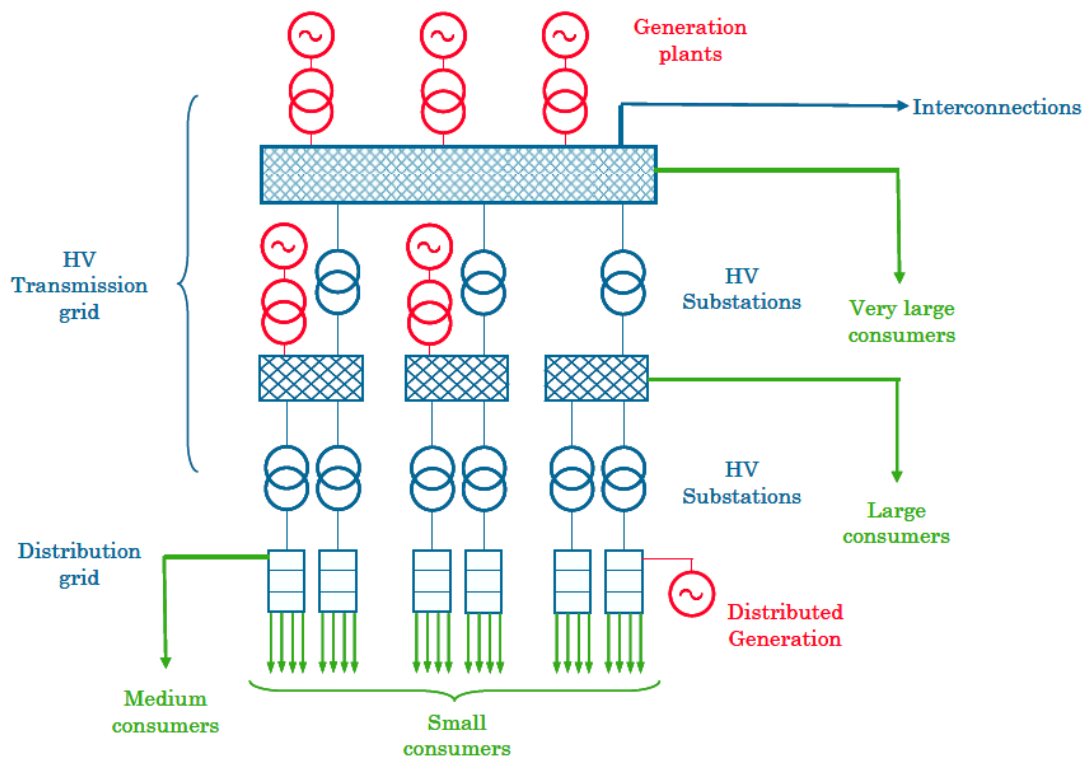 Generation
plants
Interconnections
HV
Transmission
grid
HV
Substations
Very large
consumers
HV
Substations
Large
consumers
Distribution
grid
Distributed
Generation
Medium
consumers
Small
consumers